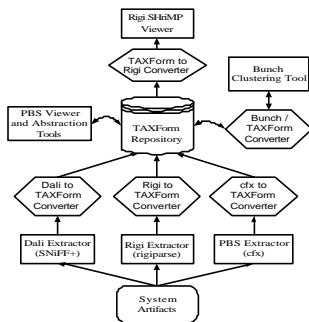 Rigi SHriMP
Viewer
TAXForm to
Rigi Converter
Bunch
Clustering Tool
PBS Viewer
and Abstraction
Tools
TAXForm
Repository
Bunch /
TAXForm
Converter
Dali to
TAXForm
Converter
Rigi to
TAXForm
Converter
cfx to
TAXForm
Converter
Dali Extractor
(SNiFF+)
Rigi Extractor
(rigiparse)
PBS Extractor
(cfx)
System
Artifacts